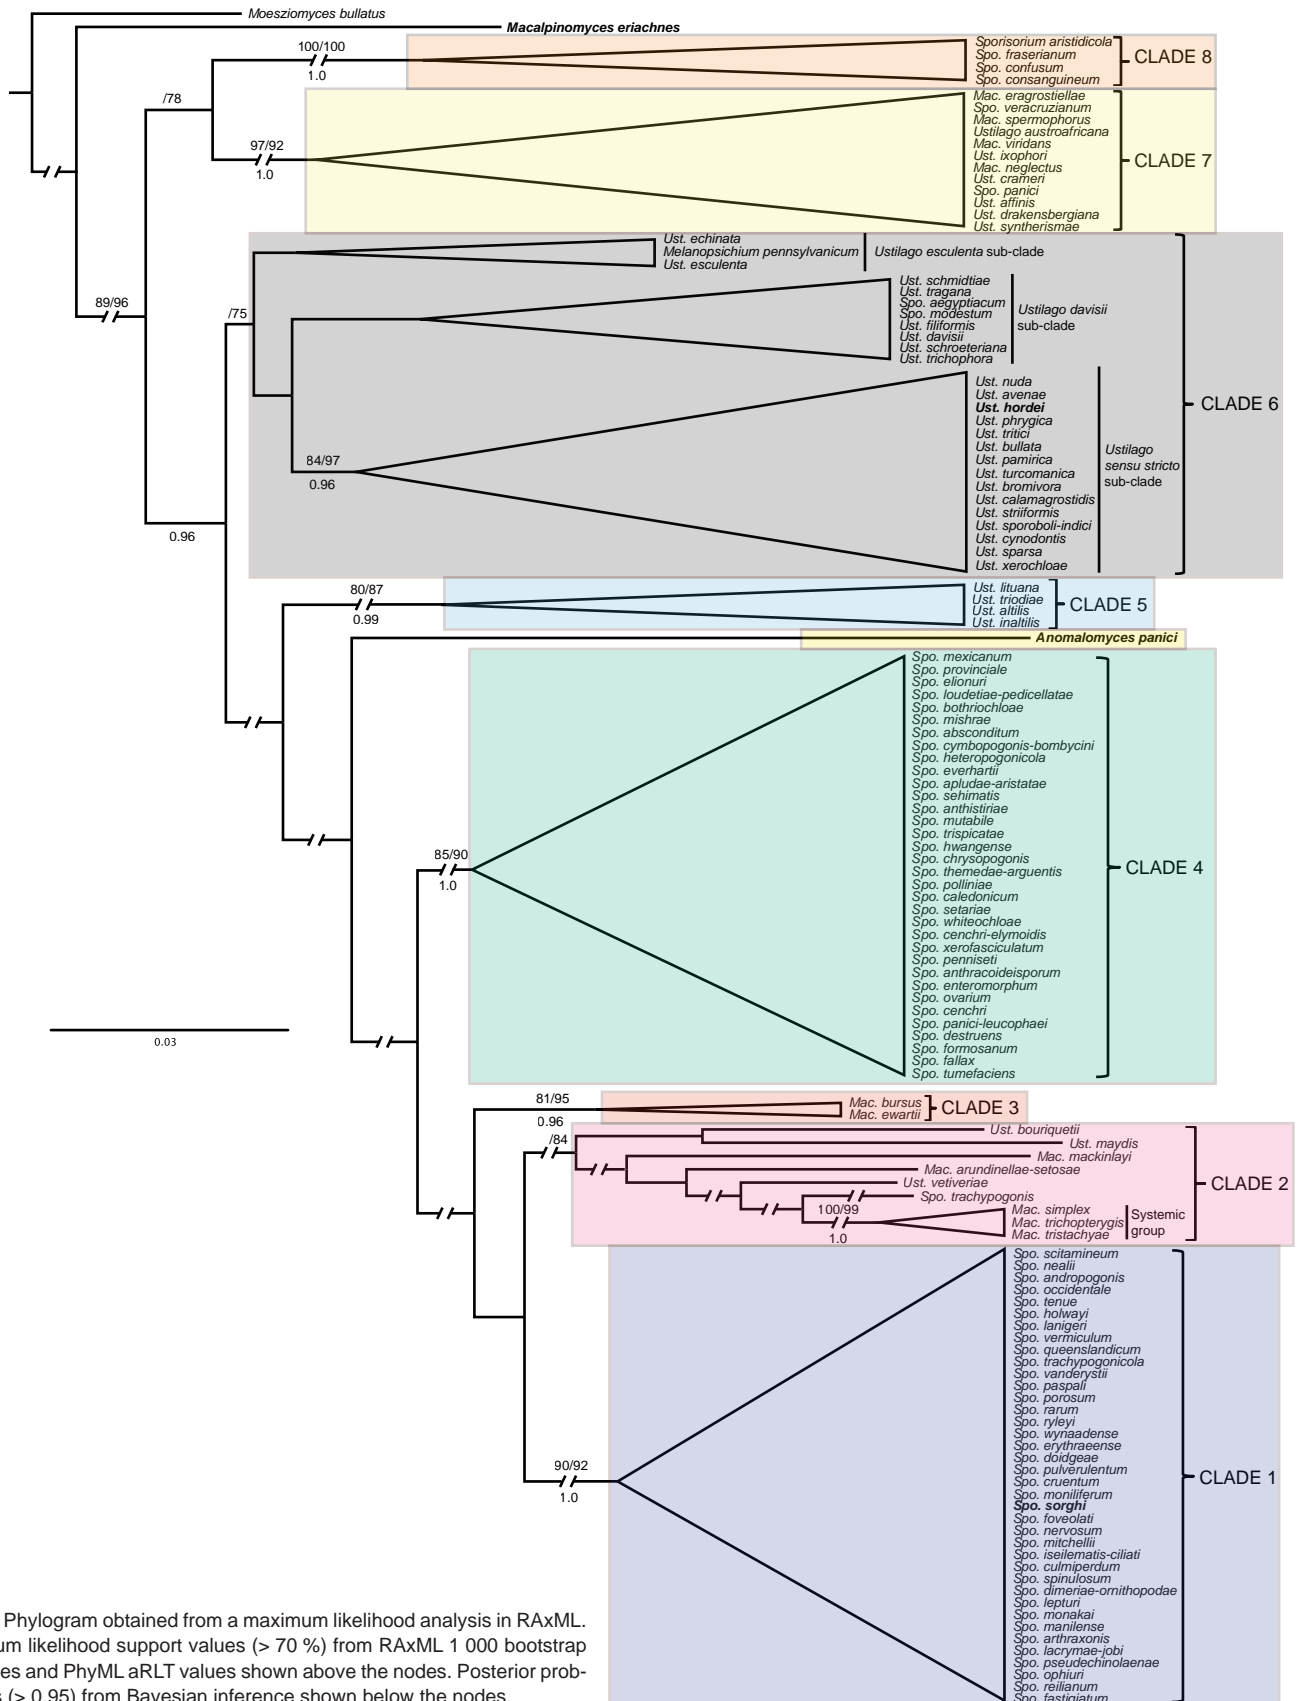 Moesziomyces bullatus
Macalpinomyces eriachnes
100/100
1.0
Sporisorium aristidicola
Spo. fraserianum
Spo. confusum
Spo. consanguineum
CLADE 8
/78
97/92
1.0
Mac. eragrostiellae
Spo. veracruzianum
Mac. spermophorus
Ustilago austroafricana
Mac. viridans
Ust. ixophori
Mac. neglectus
Ust. crameri
Spo. panici
Ust. affinis
Ust. drakensbergiana
Ust. syntherismae
CLADE 7
89/96
/75
Ust. echinata
Melanopsichium pennsylvanicum
Ust. esculenta
Ustilago esculenta sub-clade
Ust. schmidtiae
Ust. tragana
Spo. aegyptiacum
Spo. modestum
Ust. filiformis
Ust. davisii
Ust. schroeteriana
Ust. trichophora
Ustilago davisii
sub-clade
84/97
0.96
Ust. nuda
Ust. avenae
Ust. hordei
Ust. phrygica
Ust. tritici
Ust. bullata
Ust. pamirica
Ust. turcomanica
Ust. bromivora
Ust. calamagrostidis
Ust. striiformis
Ust. sporoboli-indici
Ust. cynodontis
Ust. sparsa
Ust. xerochloae
Ustilago
sensu stricto
sub-clade
CLADE 6
0.96
80/87
0.99
Ust. lituana
Ust. triodiae
Ust. altilis
Ust. inaltilis
CLADE 5
Anomalomyces panici
85/90
1.0
Spo. mexicanum
Spo. provinciale
Spo. elionuri
Spo. loudetiae-pedicellatae
Spo. bothriochloae
Spo. mishrae
Spo. absconditum
Spo. cymbopogonis-bombycini
Spo. heteropogonicola
Spo. everhartii
Spo. apludae-aristatae
Spo. sehimatis
Spo. anthistiriae
Spo. mutabile
Spo. trispicatae
Spo. hwangense
Spo. chrysopogonis
Spo. themedae-arguentis
Spo. polliniae
Spo. caledonicum
Spo. setariae
Spo. whiteochloae
Spo. cenchri-elymoidis
Spo. xerofasciculatum
Spo. penniseti
Spo. anthracoideisporum
Spo. enteromorphum
Spo. ovarium
Spo. cenchri
Spo. panici-leucophaei
Spo. destruens
Spo. formosanum
Spo. fallax
Spo. tumefaciens
CLADE 4
0.03
81/95
0.96
Mac. bursus
Mac. ewartii
CLADE 3
/84
Ust. bouriquetii
Ust. maydis
Mac. mackinlayi
Mac. arundinellae-setosae
Ust. vetiveriae
Spo. trachypogonis
100/99
1.0
Mac. simplex
Mac. trichopterygis
Mac. tristachyae
Systemic
group
CLADE 2
90/92
1.0
Spo. scitamineum
Spo. nealii
Spo. andropogonis
Spo. occidentale
Spo. tenue
Spo. holwayi
Spo. lanigeri
Spo. vermiculum
Spo. queenslandicum
Spo. trachypogonicola
Spo. vanderystii
Spo. paspali
Spo. porosum
Spo. rarum
Spo. ryleyi
Spo. wynaadense
Spo. erythraeense
Spo. doidgeae
Spo. pulverulentum
Spo. cruentum
Spo. moniliferum
Spo. sorghi
Spo. foveolati
Spo. nervosum
Spo. mitchellii
Spo. iseilematis-ciliati
Spo. culmiperdum
Spo. spinulosum
Spo. dimeriae-ornithopodae
Spo. lepturi
Spo. monakai
Spo. manilense
Spo. arthraxonis
Spo. lacrymae-jobi
Spo. pseudechinolaenae
Spo. ophiuri
Spo. reilianum
Spo. fastigiatum
CLADE 1
Phylogram obtained from a maximum likelihood analysis in RAxML.
um likelihood support values (> 70 %) from RAxML 1 000 bootstrap
es and PhyML aRLT values shown above the nodes. Posterior prob-
s (> 0.95) from Bayesian inference shown below the nodes.